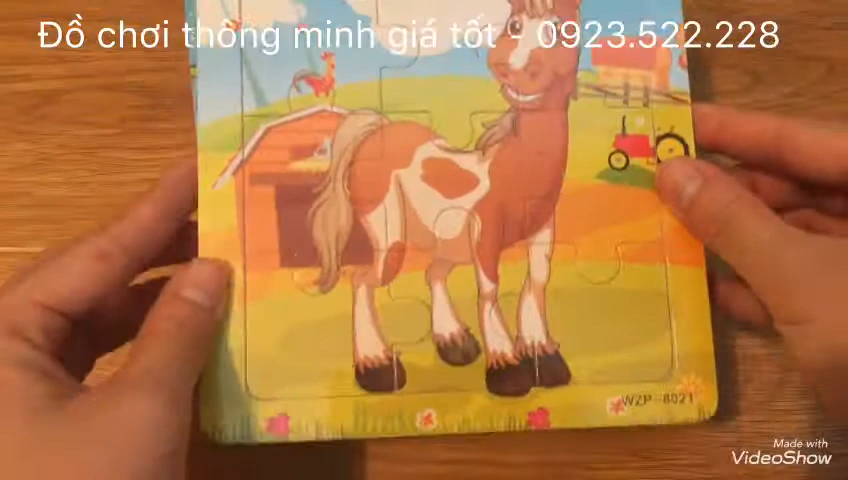 Đồ chơi thông minh giá tốt - 0923.522.228
WZP-8021
Made with
VideoShow